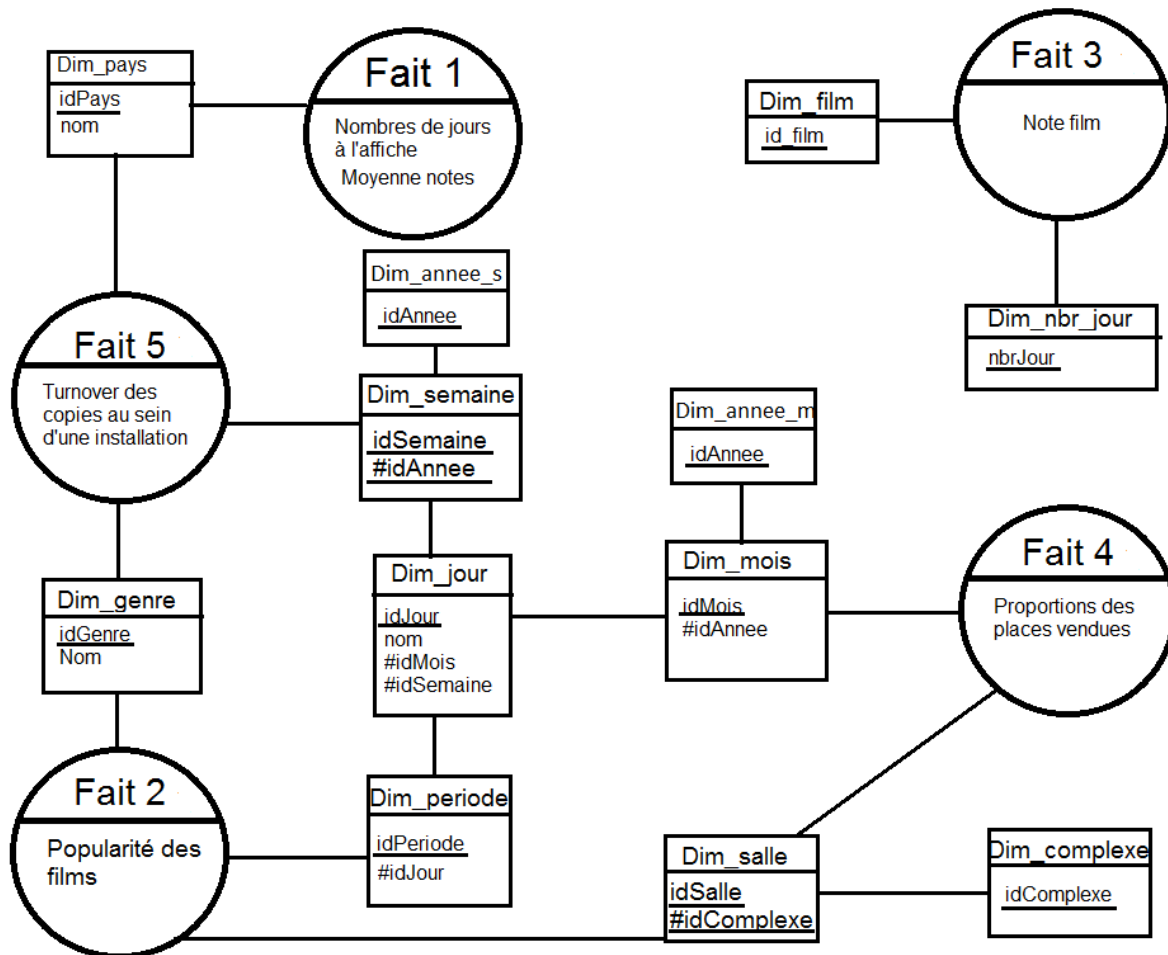 Dim_pays
idPays
nom
Fait 1
Nombres de jours
à l'affiche
Moyenne notes
Dim_film
id_film
Fait 3
Note film
Dim_annee_s
idAnnee
Fait 5
Turnover des
copies au sein
d'une installation
Dim_semaine
idSemaine
#idAnnee
Dim_nbr_jour
nbrJour
Dim_annee_m
idAnnee
Dim_genre
idGenre
Nom
Dim_jour
idJour
nom
#idMois
#idSemaine
Dim_mois
idMois
#idAnnee
Fait 4
Proportions des
places vendues
Fait 2
Popularité des
films
Dim_periode
idPeriode
#idJour
Dim_salle
idSalle
#idComplexe
Dim_complexe
idComplexe